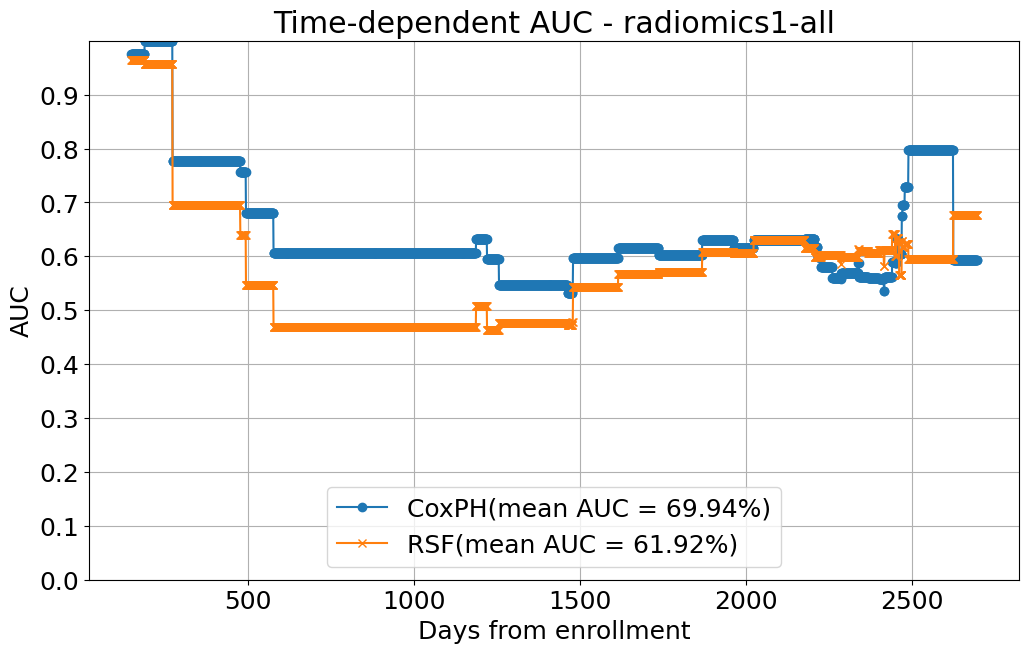 Time-dependent AUC - radiomics1-all
AUC
0.9
0.8
0.7
0.6
0.5
0.4
0.3
0.2
0.1
0.0
CoxPH(mean AUC = 69.94%)
RSF(mean AUC = 61.92%)
500 1000 1500 2000 2500
Days from enrollment